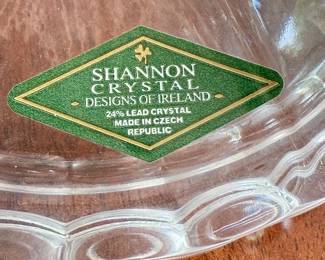 SHANNON
CRYSTAL
DESIGNS OF IRELAND
24% LEAD CRYSTAL
MADE IN CZECH
REPUBLIC